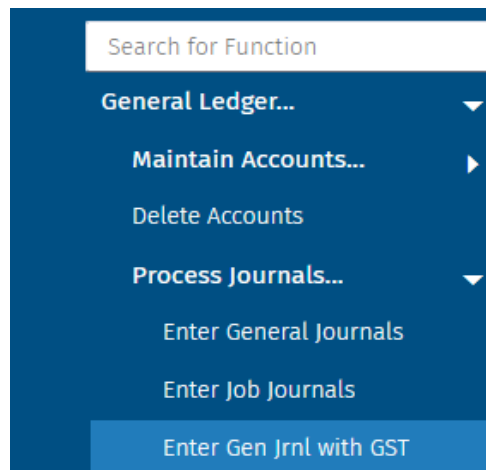 Search for Function
General Ledger...
Maintain Accounts...
Delete Accounts
Process Journals...
Enter General Journals
Enter Job Journals
Enter Gen Jrnl with GST